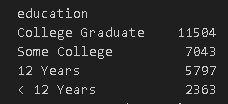 education
College Graduate 11504
Some College 7043
12 Years 5797
< 12 Years 2363